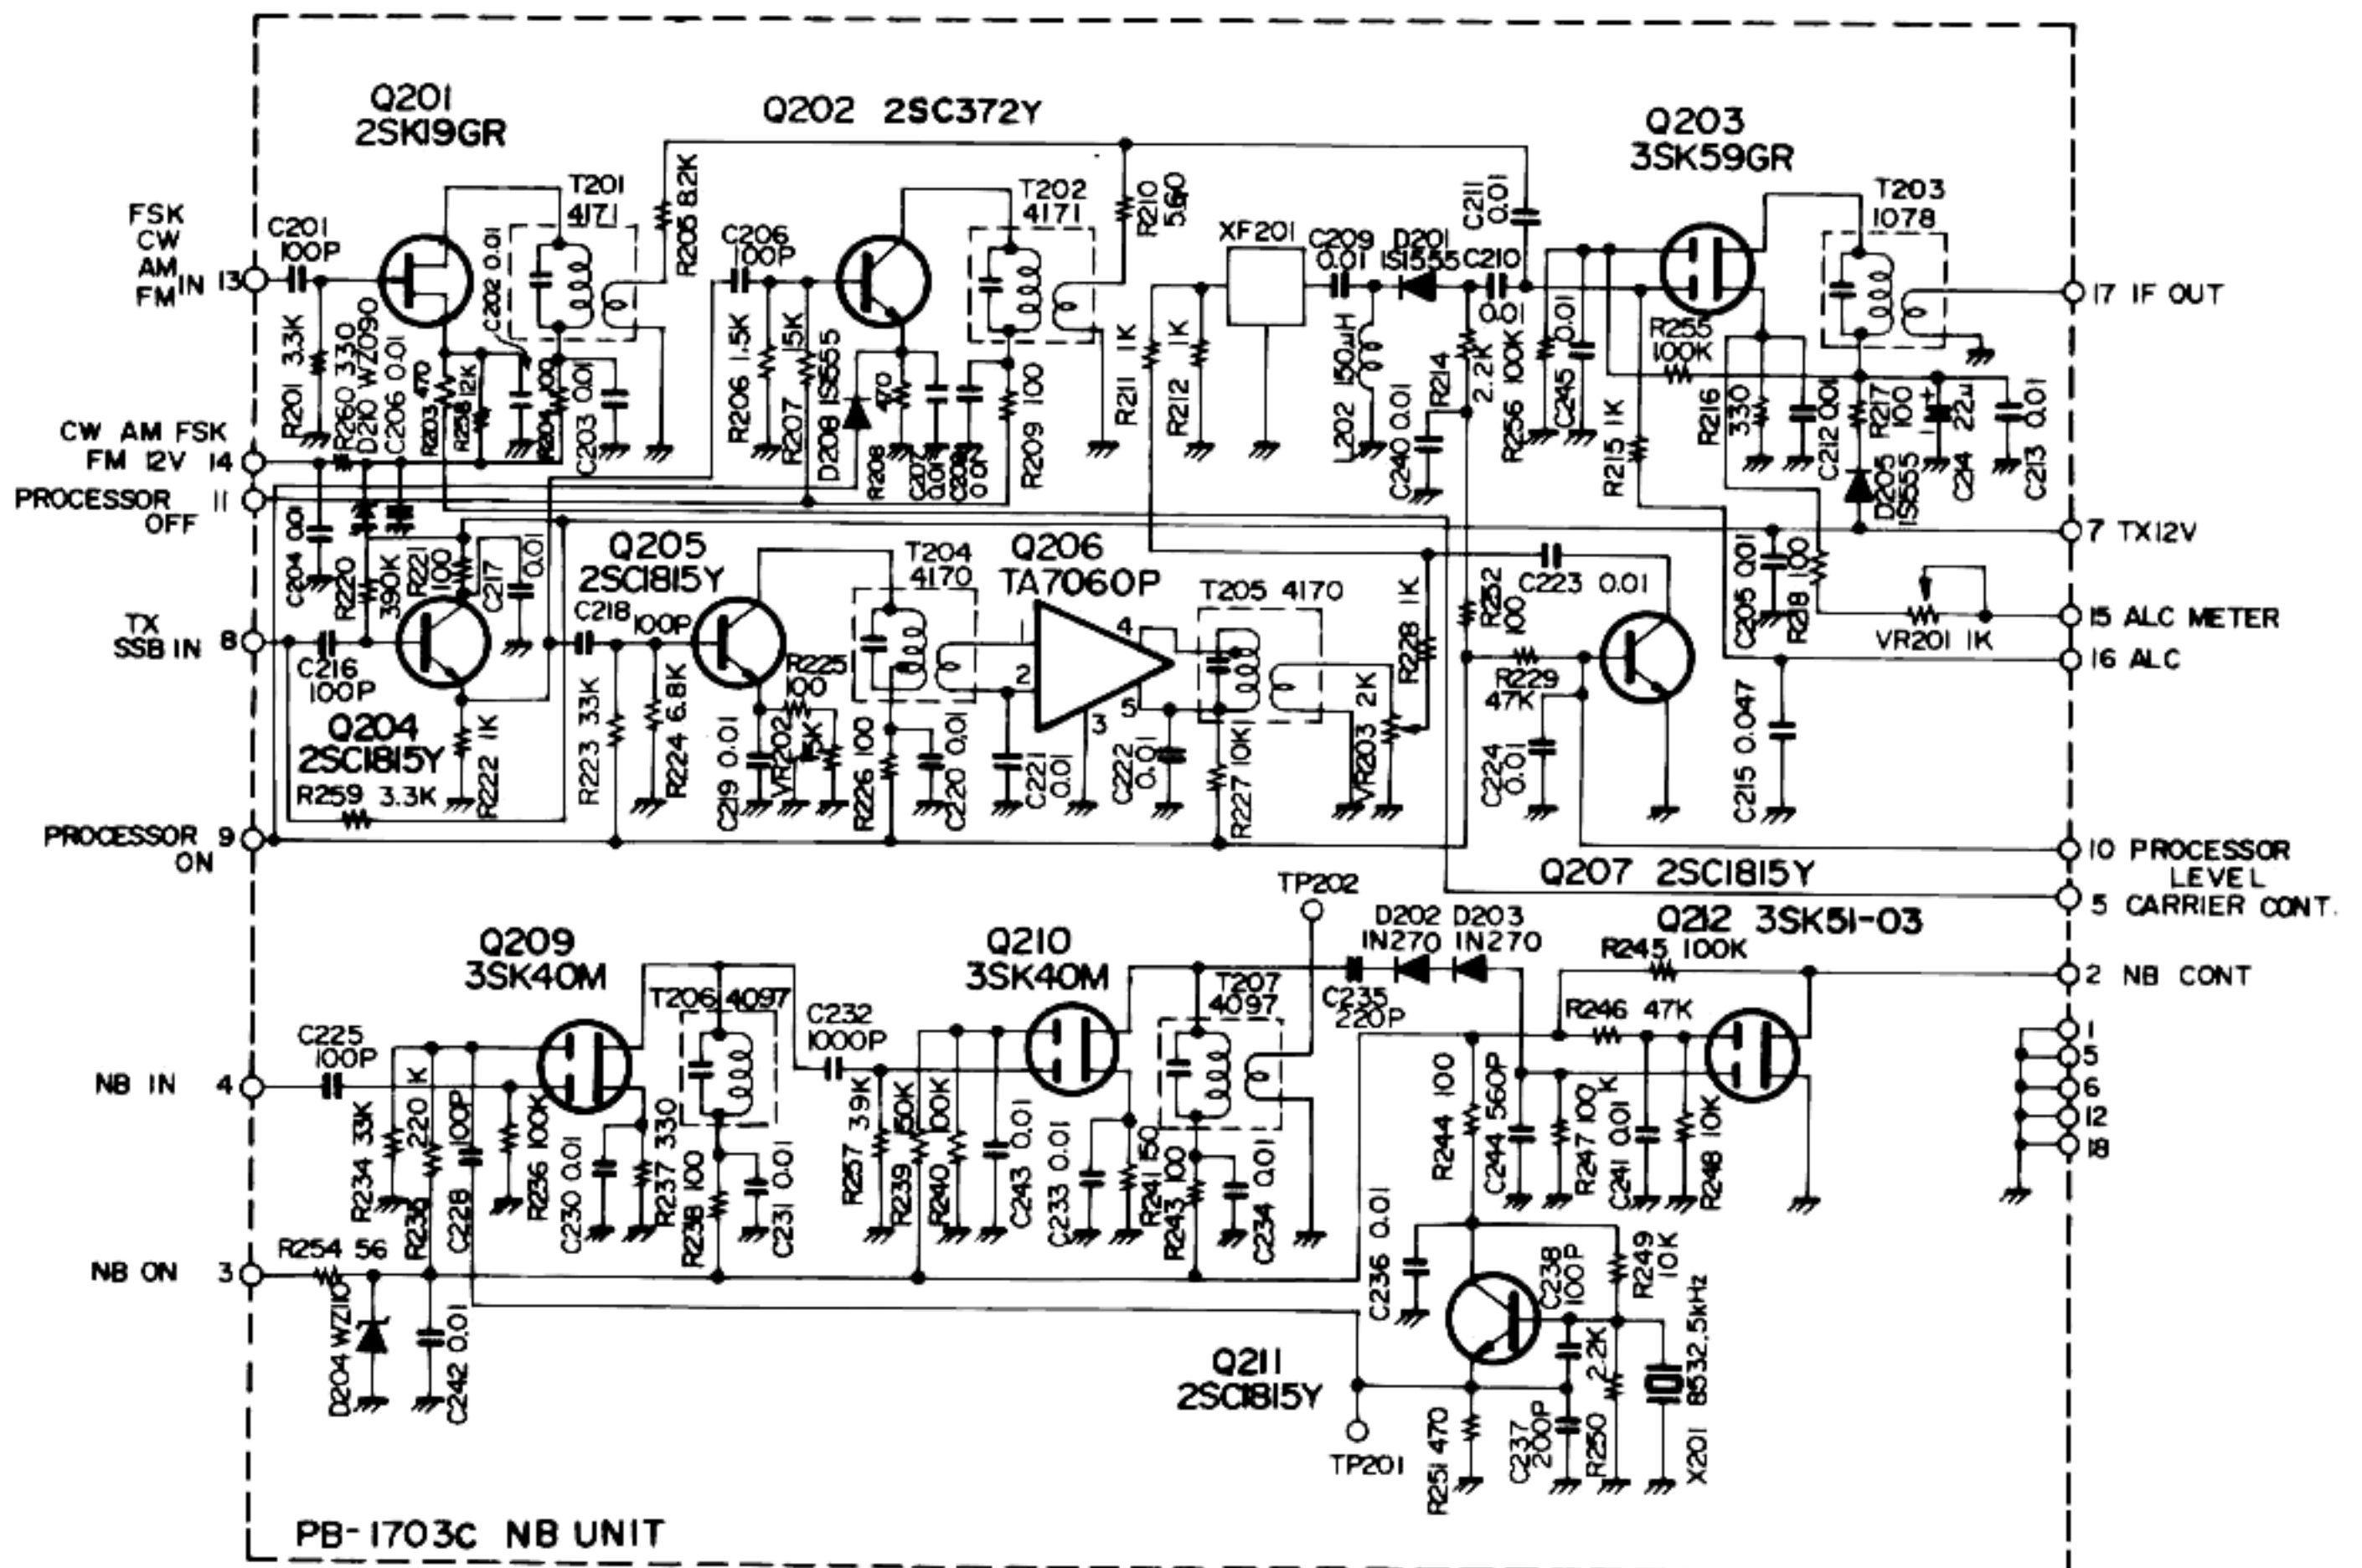 Q201
2SK19GR
Q202 2SC372Y
Q203
3SK59GR
FSK
CW
AM
FM
IN 13
C201
100P
T201
4171
R205 8.2K
C206
100P
T202
4171
R210
560
XF201
C209
0.01
D201
1S1555
C211
0.01
C210
0.01
T203
1078
17 IF OUT
R201 3.3K
R260 330
D210 WZ090
C206 0.01
R203 470
R258 12K
C202 0.01
R204 100
C203 0.01
R206 1.5K
R207 15K
D208 1S1555
R208
470
C207
0.01
C208
0.01
R209 100
R211 1K
R212 1K
L202 150μH
C240 0.01
R214
2.2K
R256 100K
C245 0.01
R215 1K
R255
100K
R216
330
C212 0.01
R217
100
D205
1S1555
C214 22μ
+
C213 0.01
CW AM FSK
FM 12V 14
PROCESSOR 11
OFF
C204 0.01
R220
390K
R221
100
C217
0.01
Q205
2SC1815Y
T204
4170
Q206
TA7060P
T205 4170
C223 0.01
C205 0.01
R218 100
7 TX12V
TX
SSB IN 8
C216
100P
Q204
2SC1815Y
R222 1K
R259 3.3K
C218
100P
R223 33K
R224 6.8K
C219 0.01
R225
100
VR202
5K
R226 100
C220 0.01
1
2
3
4
5
C221
0.01
C222
0.01
R227 10K
VR203 2K
R228 1K
R252
100
R229
47K
C224
0.01
C215 0.047
VR201 1K
15 ALC METER
16 ALC
PROCESSOR 9
ON
Q207 2SC1815Y
10 PROCESSOR
LEVEL
5 CARRIER CONT.
Q209
3SK40M
Q210
3SK40M
TP202
D202 D203
1N270 1N270
Q212 3SK51-03
R245 100K
2 NB CONT
T206 4097
C232
1000P
T207
4097
C235
220P
R246 47K
C225
100P
NB IN 4
R234 33K
R235
220 K
C228 100P
R236 100K
C230 0.01
R237 330
R238 100
C231 0.01
R257 3.9K
R239 150K
R240 100K
C243 0.01
C233 0.01
R241 150
R243 100
C234 0.01
R244 100
C244 560P
R247 100 K
C241 0.01
R248 10K
1
5
6
12
18
NB ON 3
R254 56
D204 WZ110
C242 0.01
C236 0.01
C238
100P
R249
10K
Q211
2SC1815Y
TP201
R251 470
C237
200P
R250
2.2K
X201 8532.5kHz
PB-1703C NB UNIT